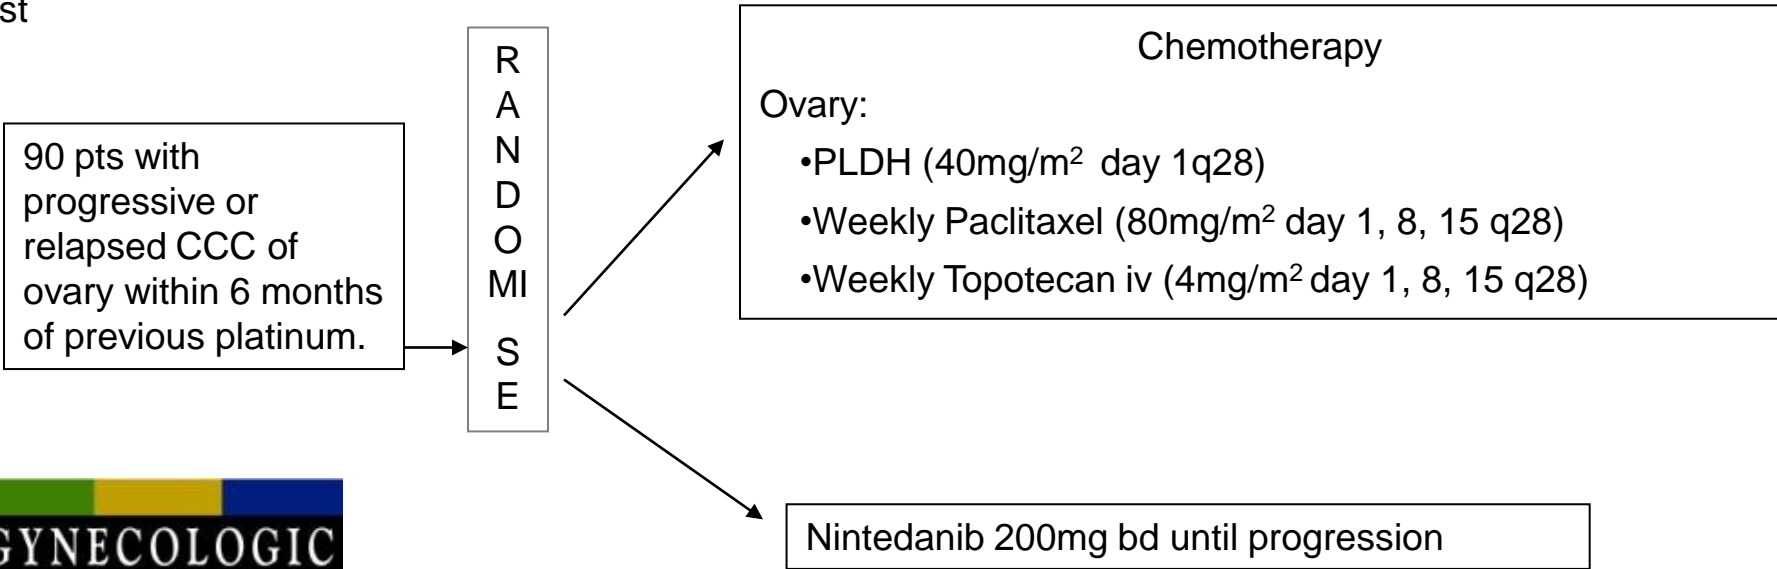 st
90 pts with
progressive or
relapsed CCC of
ovary within 6 months
of previous platinum.
R
A
N
D
O
MI
S
E
Chemotherapy
Ovary:
•PLDH (40mg/m² day 1q28)
•Weekly Paclitaxel (80mg/m² day 1, 8, 15 q28)
•Weekly Topotecan iv (4mg/m² day 1, 8, 15 q28)
Nintedanib 200mg bd until progression
GYNECOLOGIC